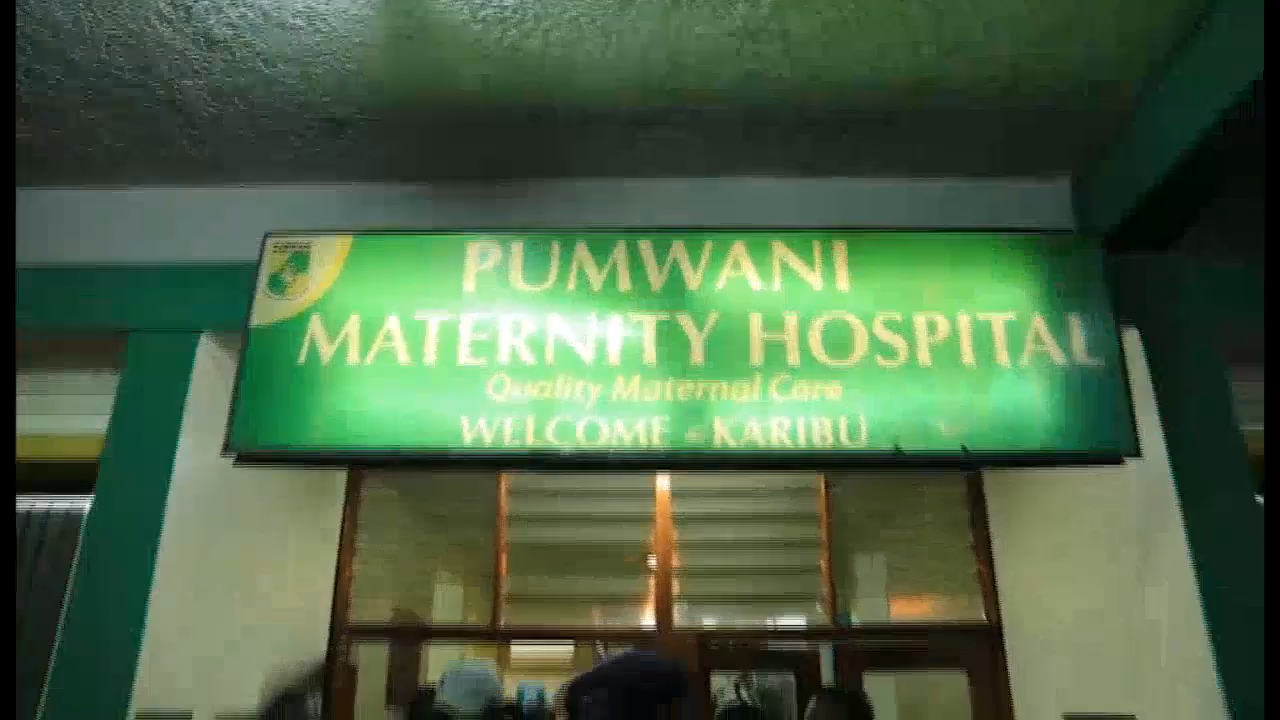 PUMWANI
MATERNITY HOSPITAL
Quality Maternal Care
WELCOME - KARIBU